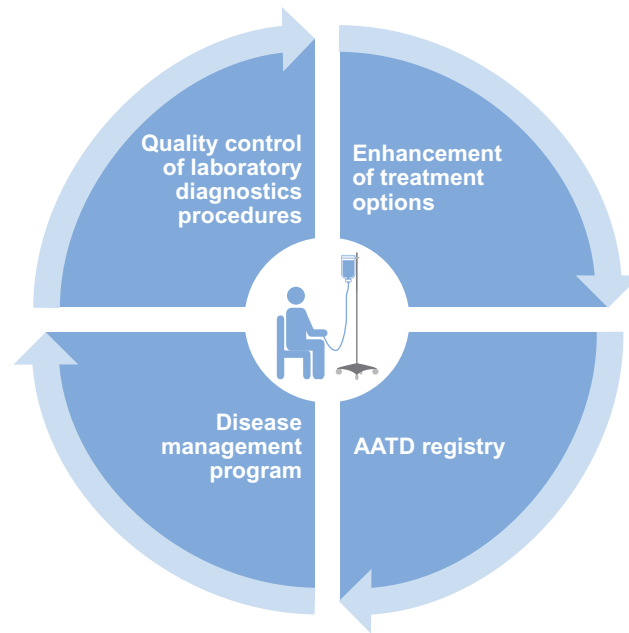 Quality control
of laboratory
diagnostics
procedures
Enhancement
of treatment
options
Disease
management
program
AATD registry